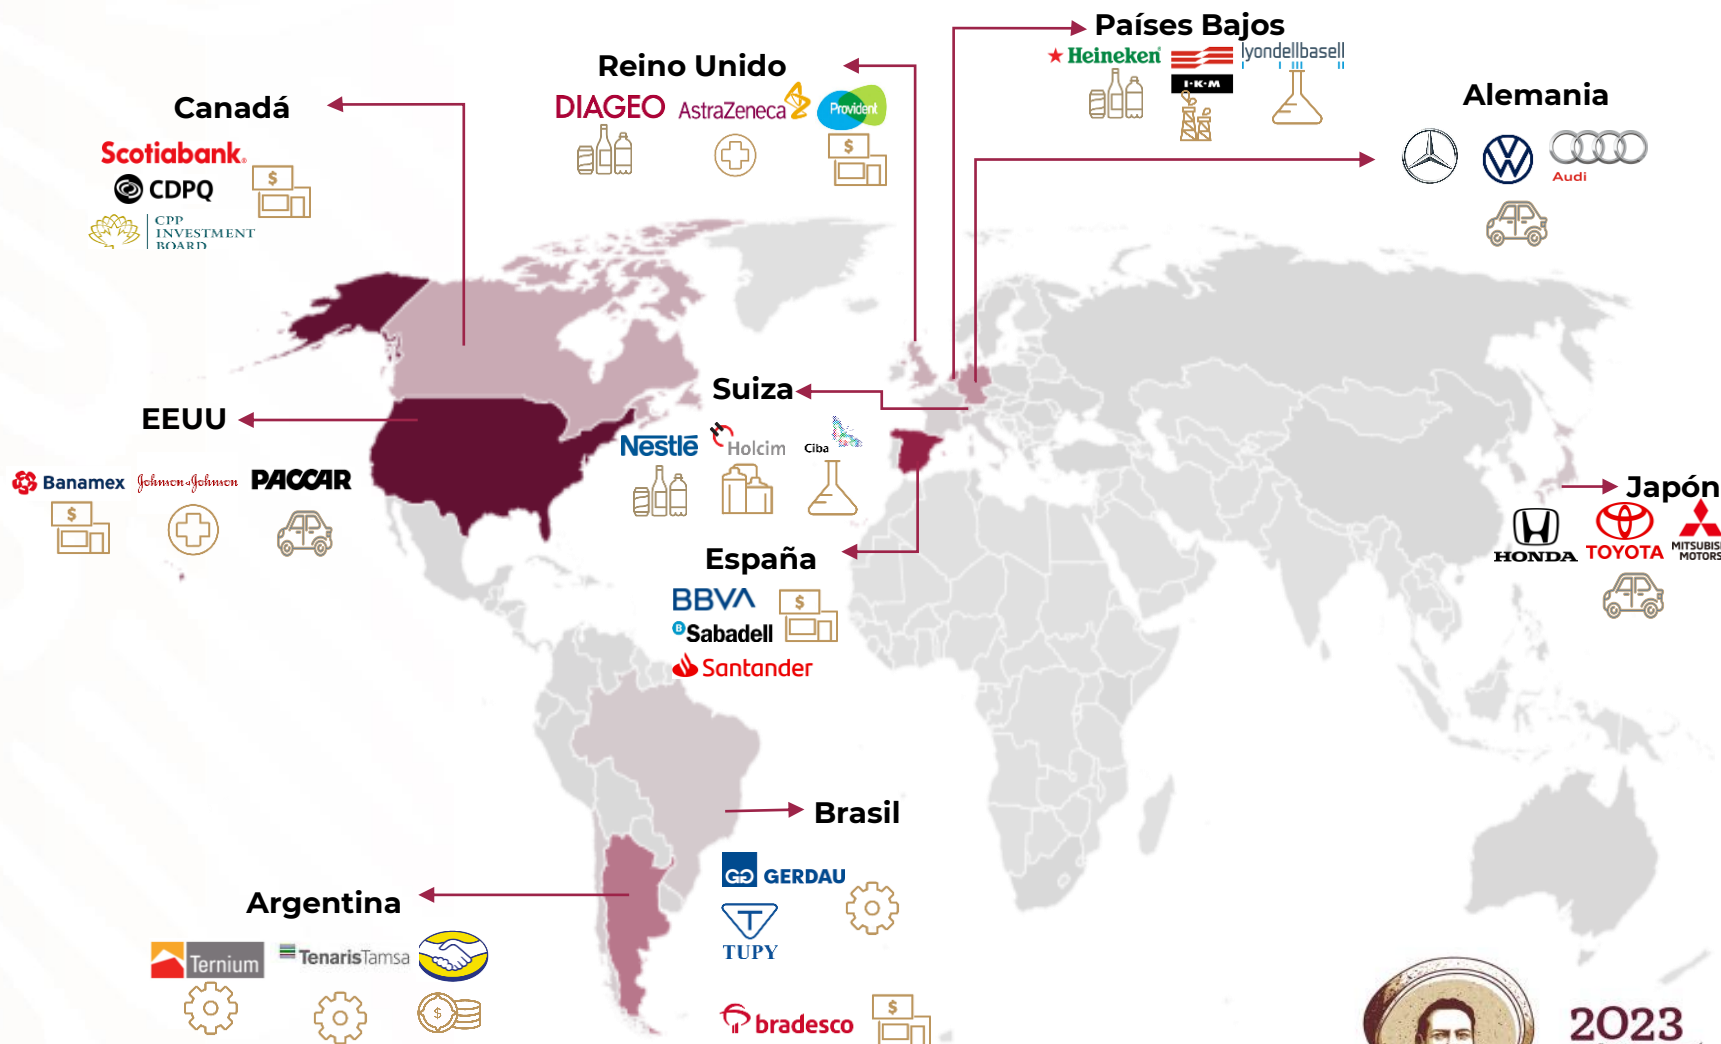 Países Bajos
Heineken
lyondellbasell
I·K·M
Reino Unido
DIAGEO
AstraZeneca
Provident
$
Alemania
Audi
Canadá
Scotiabank
$
CDPQ
CPP
INVESTMENT
BOARD
EEUU
Banamex
Johnson & Johnson
PACCAR
$
Suiza
Nestlé
Holcim
Ciba
España
BBVA
$
Sabadell
Santander
Japón
HONDA
TOYOTA
MOTORS
Brasil
GERDAU
TUPY
bradesco
$
Argentina
Ternium
TenarisTamsa
$
2023